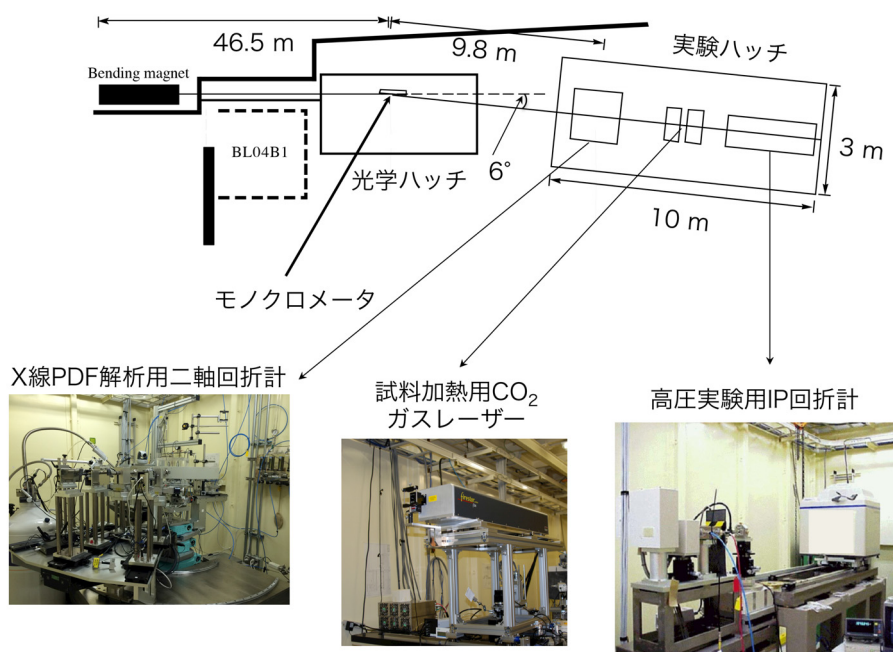 46.5 m
9.8 m
実験ハッチ
Bending magnet
BL04B1
光学ハッチ
6°
3 m
10 m
モノクロメータ
X線PDF解析用二軸回折計
試料加熱用CO₂
ガスレーザー
高圧実験用IP回折計